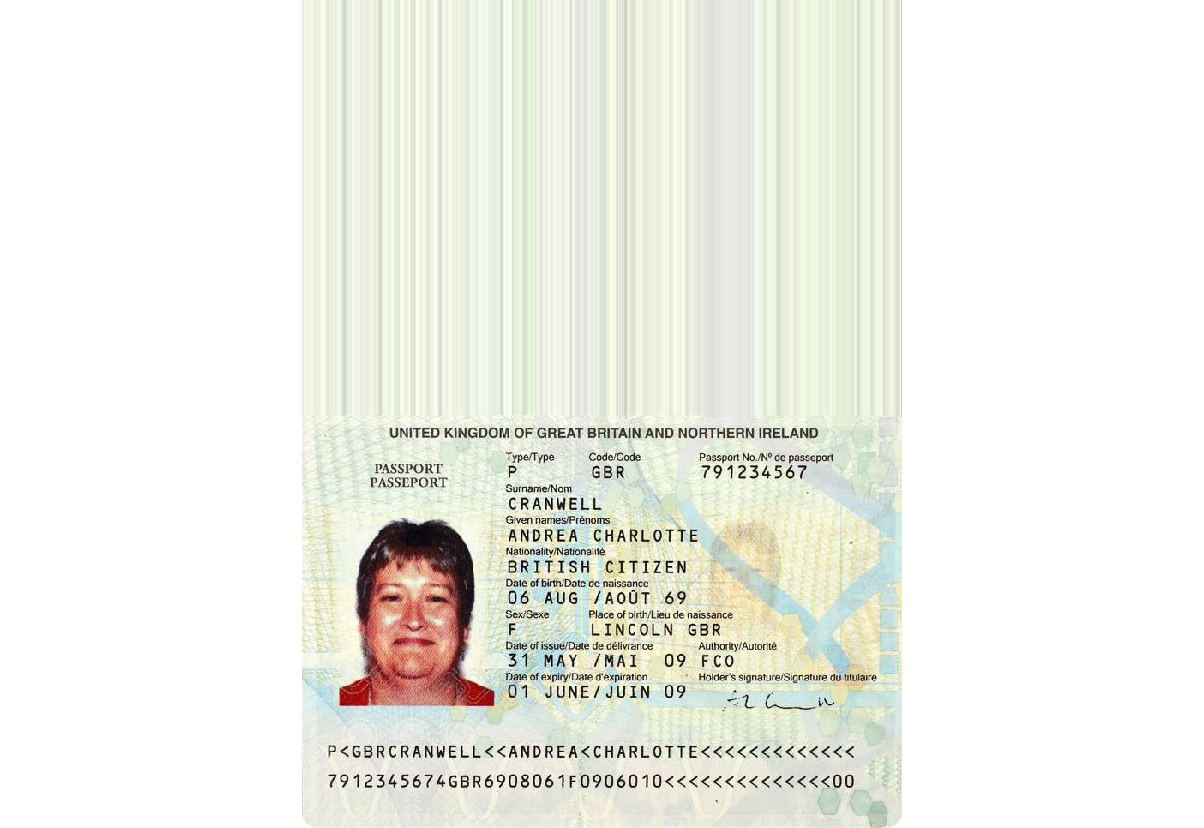 UNITED KINGDOM OF GREAT BRITAIN AND NORTHERN IRELAND
PASSPORT
PASSEPORT
Type/Type Code/Code Passport No./Nº de passeport
P GBR 791234567
Surname/Nom
CRANWELL
Given names/Prénoms
ANDREA CHARLOTTE
Nationality/Nationalité
BRITISH CITIZEN
Date of birth/Date de naissance
06 AUG /AOÛT 69
Sex/Sexe Place of birth/Lieu de naissance
F LINCOLN GBR
Date of issue/Date de délivrance Authority/Autorité
31 MAY /MAI 09 FCO
Date of expiry/Date d'expiration Holder's signature/Signature du titulaire
01 JUNE/JUIN 09
P<GBRCRANWELL<<ANDREA<CHARLOTTE<<<<<<<<<<<<<
7912345674GBR6908061F0906010<<<<<<<<<<<<<<00